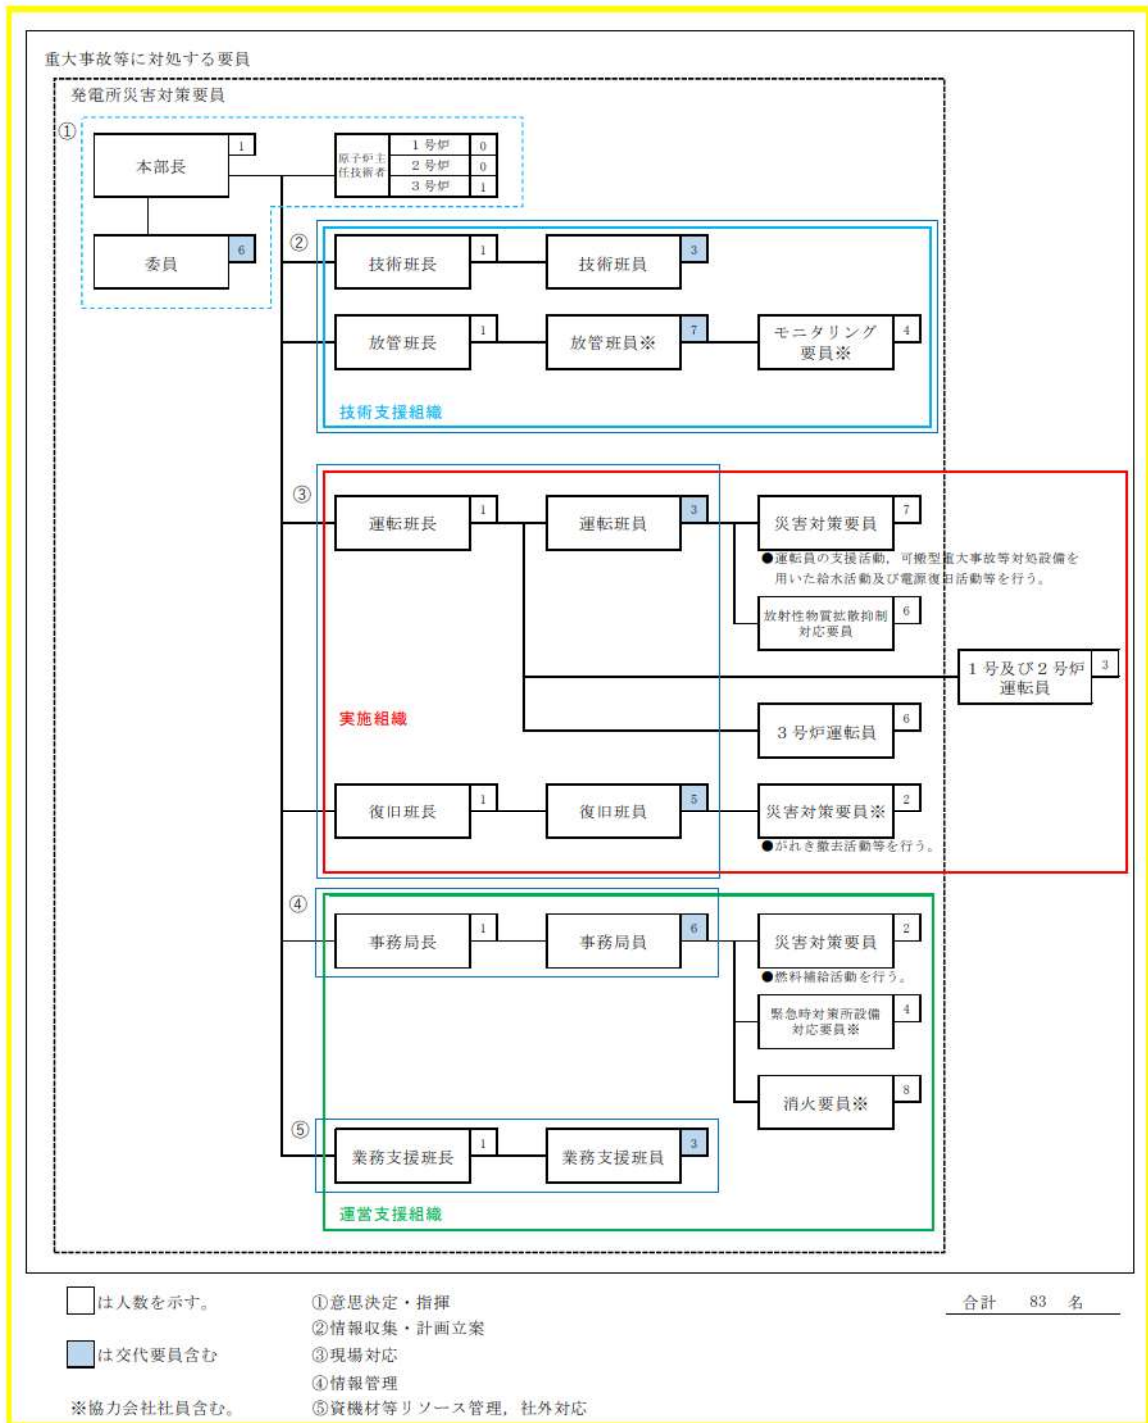 重大事故等に対処する要員
発電所災害対策要員
①
本部長
1
原子炉主
任技術者
1号炉
0
2号炉
0
3号炉
1
委員
6
②
技術班長
1
技術班員
3
放管班長
1
放管班員※
7
モニタリング
要員※
4
技術支援組織
③
運転班長
1
運転班員
3
災害対策要員
7
●運転員の支援活動,可搬型重大事故等対処設備を
用いた給水活動及び電源復旧活動等を行う。
放射性物質拡散抑制
対応要員
6
1号及び2号炉
運転員
3
実施組織
3号炉運転員
6
復旧班長
1
復旧班員
5
災害対策要員※
2
●がれき撤去活動等を行う。
④
事務局長
1
事務局員
6
災害対策要員
2
●燃料補給活動を行う。
緊急時対策所設備
対応要員※
4
消火要員※
8
⑤
業務支援班長
1
業務支援班員
3
運営支援組織
は人数を示す。
は交代要員含む
※協力会社社員含む。
①意思決定・指揮
②情報収集・計画立案
③現場対応
④情報管理
⑤資機材等リソース管理,社外対応
合計 83 名